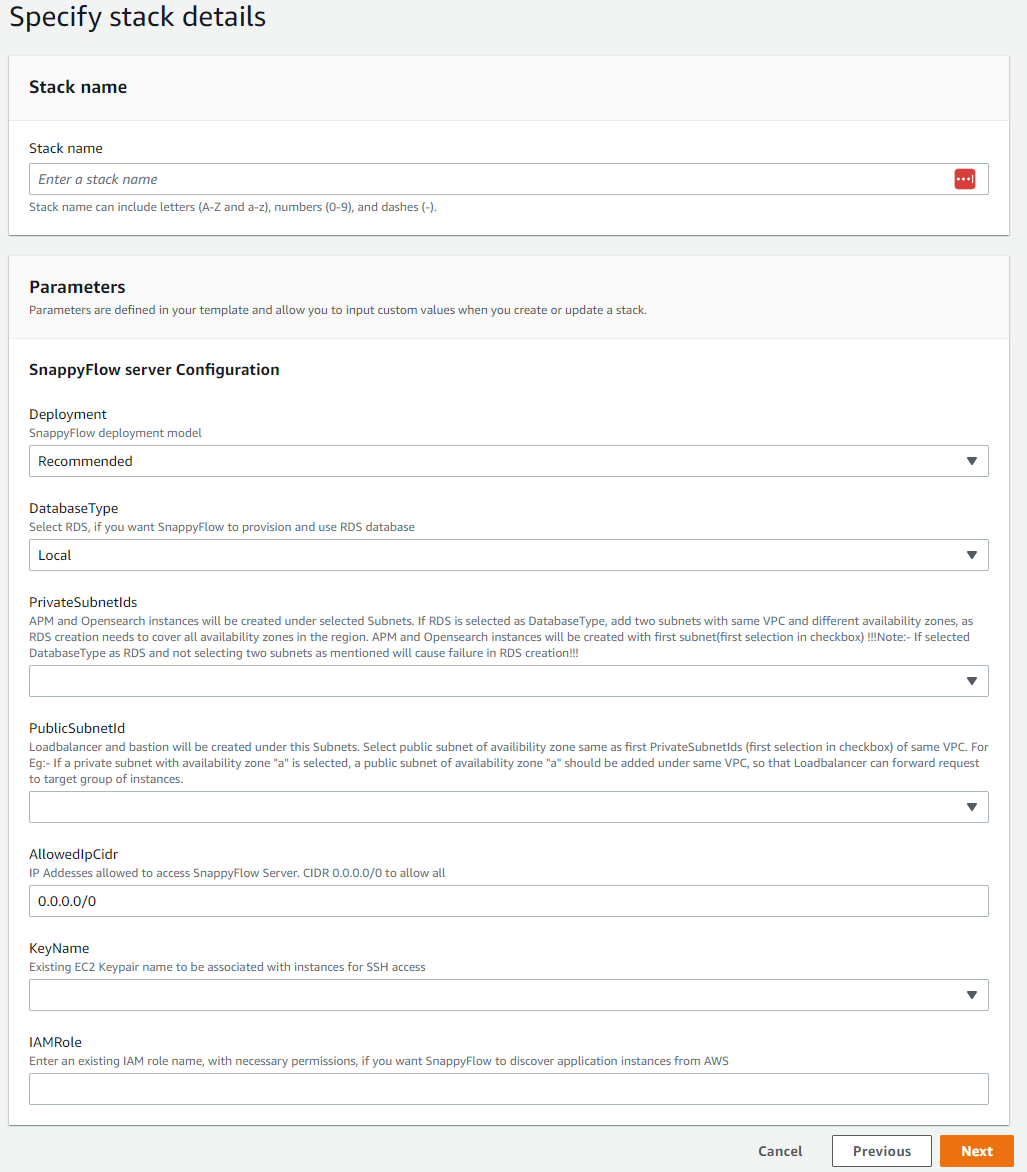 Specify stack details
Stack name
Stack name
Enter a stack name
Stack name can include letters (A-Z and a-z), numbers (0-9), and dashes (-).
Parameters
Parameters are defined in your template and allow you to input custom values when you create or update a stack.
SnappyFlow server Configuration
Deployment
SnappyFlow deployment model
Recommended
DatabaseType
Select RDS, if you want SnappyFlow to provision and use RDS database
Local
PrivateSubnetIds
APM and Opensearch instances will be created under selected Subnets. If RDS is selected as DatabaseType, add two subnets with same VPC and different availability zones, as
RDS creation needs to cover all availability zones in the region. APM and Opensearch instances will be created with first subnet(first selection in checkbox) !!!Note:- If selected
DatabaseType as RDS and not selecting two subnets as mentioned will cause failure in RDS creation!!!
PublicSubnetId
Loadbalancer and bastion will be created under this Subnets. Select public subnet of availibility zone same as first PrivateSubnetIds (first selection in checkbox) of same VPC. For
Eg:- If a private subnet with availability zone "a" is selected, a public subnet of availability zone "a" should be added under same VPC, so that Loadbalancer can forward request
to target group of instances.
AllowedIpCidr
IP Addesses allowed to access SnappyFlow Server. CIDR 0.0.0.0/0 to allow all
0.0.0.0/0
KeyName
Existing EC2 Keypair name to be associated with instances for SSH access
IAMRole
Enter an existing IAM role name, with necessary permissions, if you want SnappyFlow to discover application instances from AWS
Cancel
Previous
Next